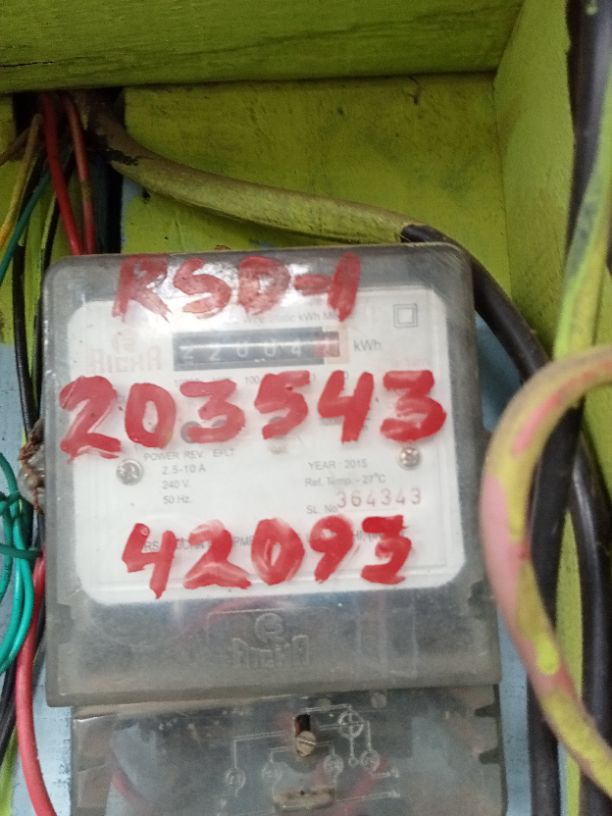 RSD-1
kWh
203543
POWER REV. EFLT
2.5-10 A
240 V.
50 Hz.
YEAR : 2015
Ref. Temp. - 27°C
SL. No 364343
42093
RICHA